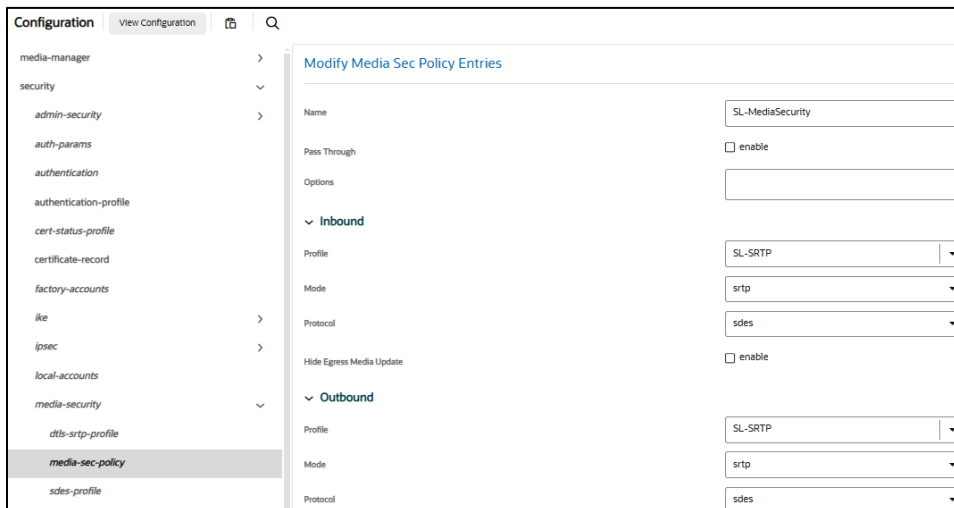 Configuration View Configuration
media-manager
security
admin-security
auth-params
authentication
authentication-profile
cert-status-profile
certificate-record
factory-accounts
ike
ipsec
local-accounts
media-security
dtls-srtp-profile
media-sec-policy
sdes-profile
Modify Media Sec Policy Entries
Name SL-MediaSecurity
Pass Through enable
Options
Inbound
Profile SL-SRTP
Mode srtp
Protocol sdes
Hide Egress Media Update enable
Outbound
Profile SL-SRTP
Mode srtp
Protocol sdes